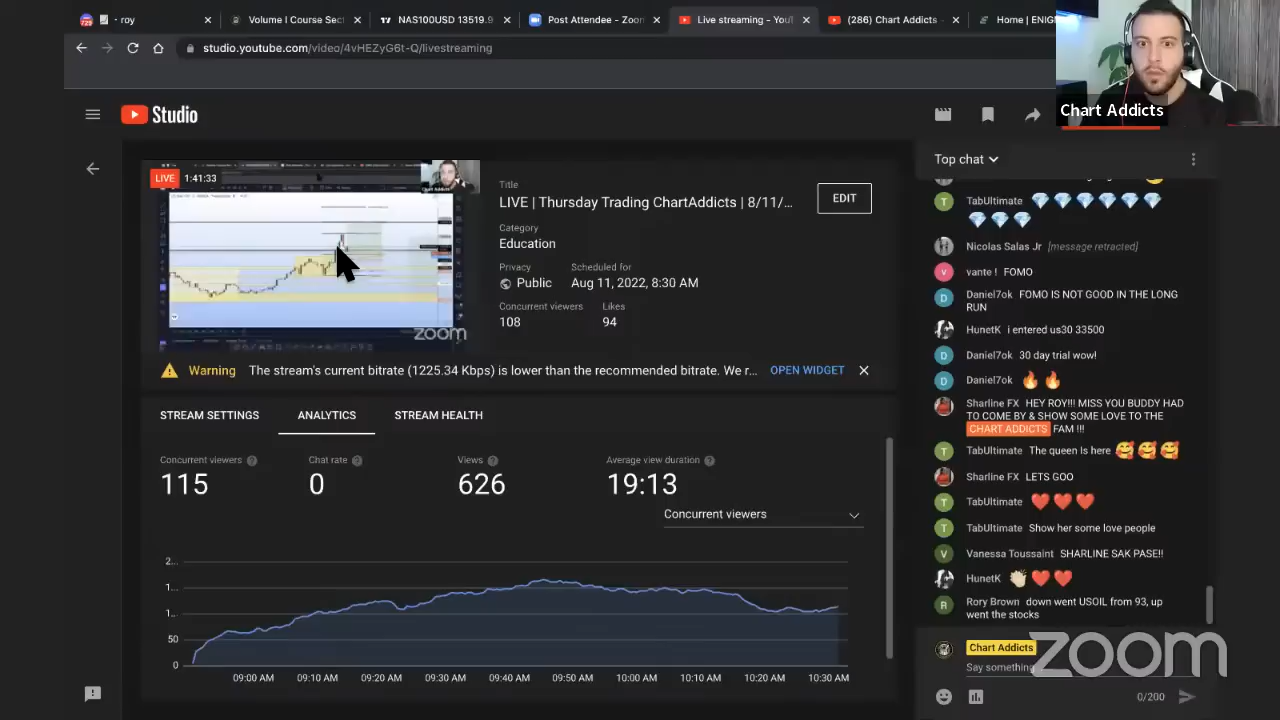 roy
Volume I Course Sect
NAS100USD 13519.9
Post Attendee - Zoom
Live streaming - YouT
(286) Chart Addicts -
Home | ENIG
studio.youtube.com/video/4vHEZyG6t-Q/livestreaming
Chart Addicts
Studio
LIVE 1:41:33
zoom
Title
LIVE | Thursday Trading ChartAddicts | 8/11/...
EDIT
Category
Education
Privacy
Scheduled for
Public
Aug 11, 2022, 8:30 AM
Concurrent viewers
Likes
108
94
Warning The stream's current bitrate (1225.34 Kbps) is lower than the recommended bitrate. We r... OPEN WIDGET
STREAM SETTINGS
ANALYTICS
STREAM HEALTH
Concurrent viewers
Chat rate
Views
Average view duration
115
0
626
19:13
Concurrent viewers
2...
1...
1...
50
0
09:00 AM 09:10 AM 09:20 AM 09:30 AM 09:40 AM 09:50 AM 10:00 AM 10:10 AM 10:20 AM 10:30 AM
Top chat
TabUltimate 💎💎💎💎💎💎
💎💎💎
Nicolas Salas Jr [message retracted]
vante ! FOMO
Daniel7ok FOMO IS NOT GOOD IN THE LONG
RUN
HunetK i entered us30 33500
Daniel7ok 30 day trial wow!
Daniel7ok 🔥🔥
Sharline FX HEY ROY!!! MISS YOU BUDDY HAD
TO COME BY & SHOW SOME LOVE TO THE
CHART ADDICTS FAM !!!
TabUltimate The queen Is here 🥰🥰🥰
Sharline FX LETS GOO
TabUltimate ❤️❤️❤️
TabUltimate Show her some love people
Vanessa Toussaint SHARLINE SAK PASE!!
HunetK 👏🏻❤️❤️
Rory Brown down went USOIL from 93, up
went the stocks
Chart Addicts
Say something
zoom
0/200